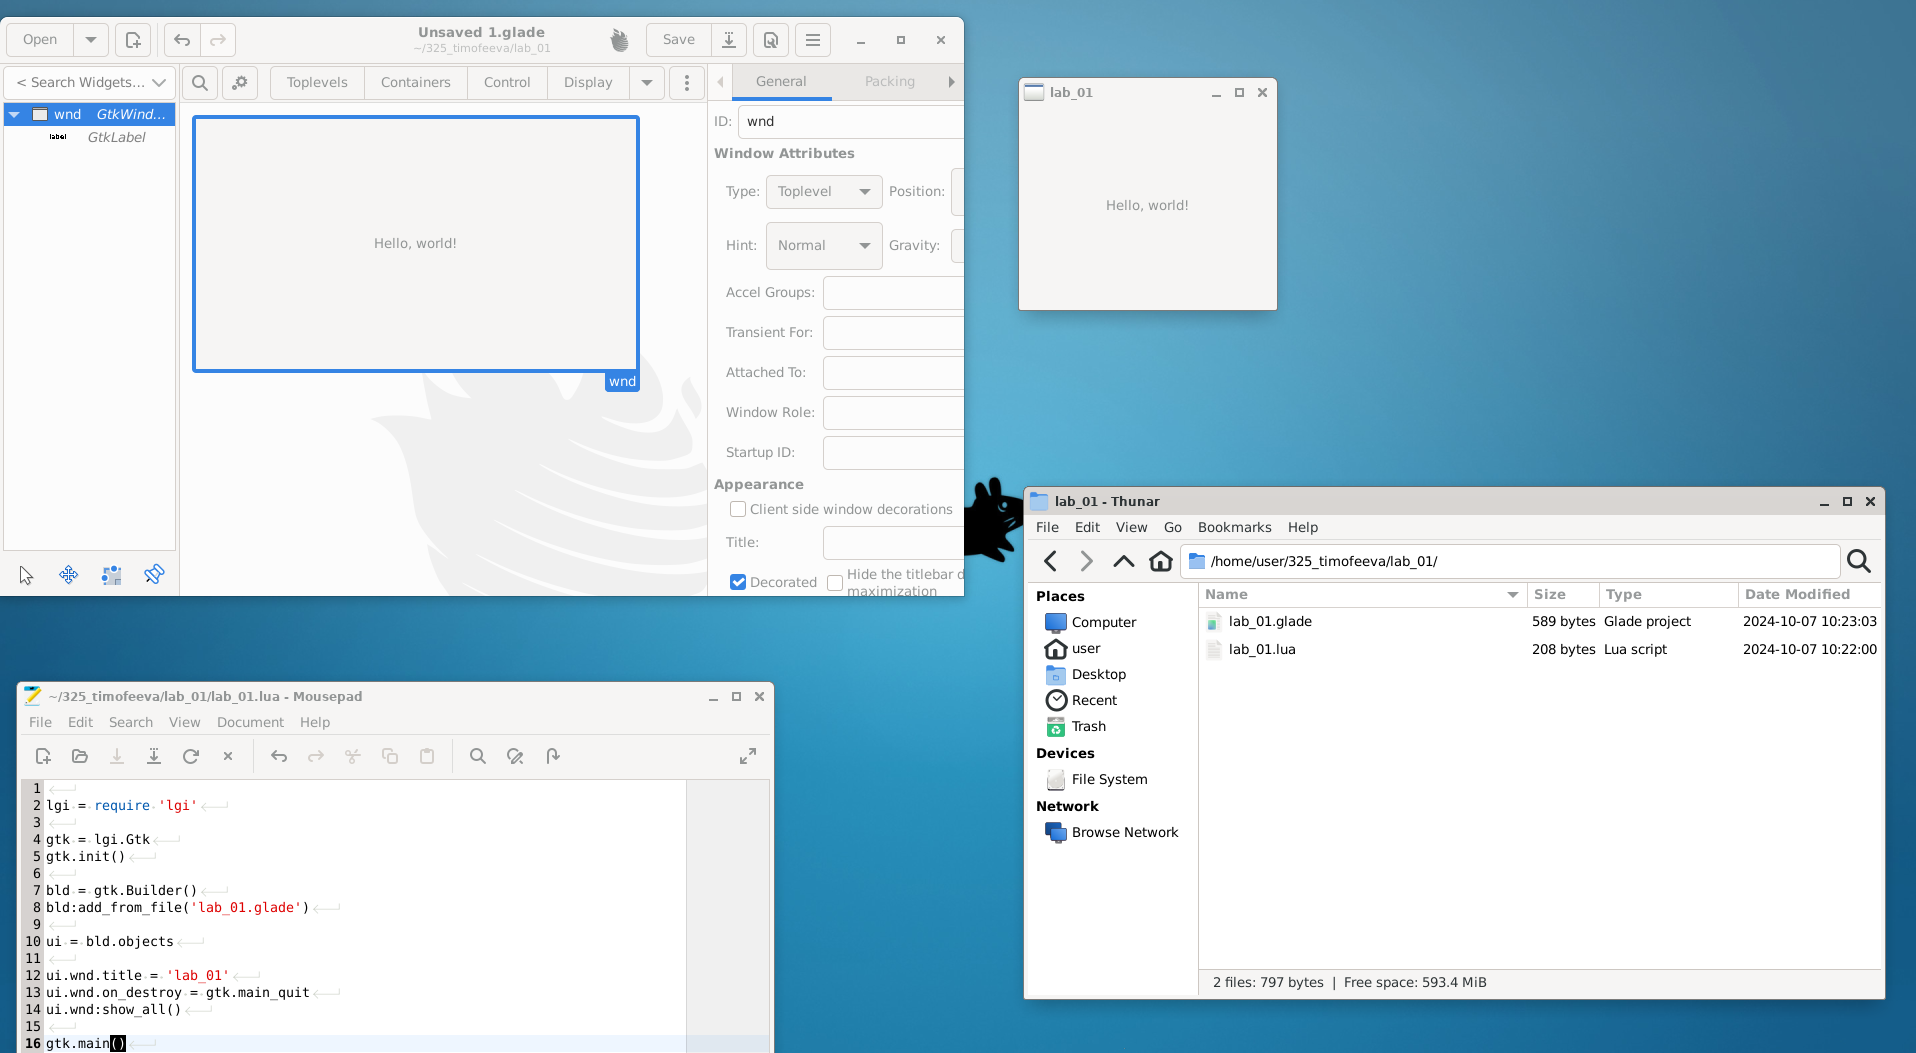 Open
Unsaved 1.glade
~/325_timofeeva/lab_01
Save
< Search Widgets...
Toplevels
Containers
Control
Display
General
Packing
wnd GtkWind...
label GtkLabel
Hello, world!
wnd
ID: wnd
Window Attributes
Type: Toplevel Position:
Hint: Normal Gravity:
Accel Groups:
Transient For:
Attached To:
Window Role:
Startup ID:
Appearance
Client side window decorations
Title:
Decorated
Hide the titlebar d
maximization
lab_01
Hello, world!
lab_01 - Thunar
File Edit View Go Bookmarks Help
/home/user/325_timofeeva/lab_01/
Places
Computer
user
Desktop
Recent
Trash
Devices
File System
Network
Browse Network
Name Size Type Date Modified
lab_01.glade 589 bytes Glade project 2024-10-07 10:23:03
lab_01.lua 208 bytes Lua script 2024-10-07 10:22:00
2 files: 797 bytes | Free space: 593.4 MiB
~/325_timofeeva/lab_01/lab_01.lua - Mousepad
File Edit Search View Document Help
1
2 lgi = require 'lgi'
3
4 gtk = lgi.Gtk
5 gtk.init()
6
7 bld = gtk.Builder()
8 bld:add_from_file('lab_01.glade')
9
10 ui = bld.objects
11
12 ui.wnd.title = 'lab_01'
13 ui.wnd.on_destroy = gtk.main_quit
14 ui.wnd:show_all()
15
16 gtk.main()